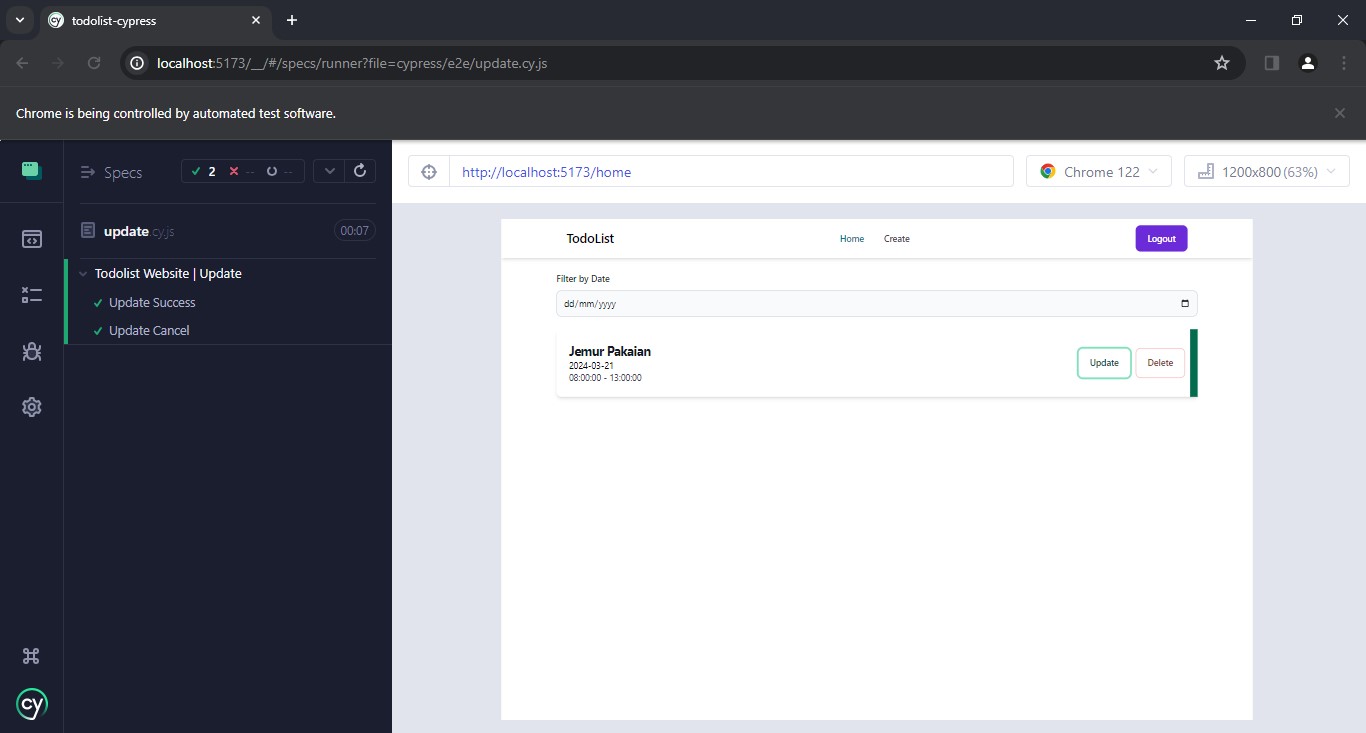 todolist-cypress
localhost:5173/__/#/specs/runner?file=cypress/e2e/update.cy.js
Chrome is being controlled by automated test software.
Specs
2
--
--
http://localhost:5173/home
Chrome 122
1200x800 (63%)
update.cy.js
00:07
Todolist Website | Update
Update Success
Update Cancel
TodoList
Home
Create
Logout
Filter by Date
dd/mm/yyyy
Jemur Pakaian
2024-03-21
08:00:00 - 13:00:00
Update
Delete
cy